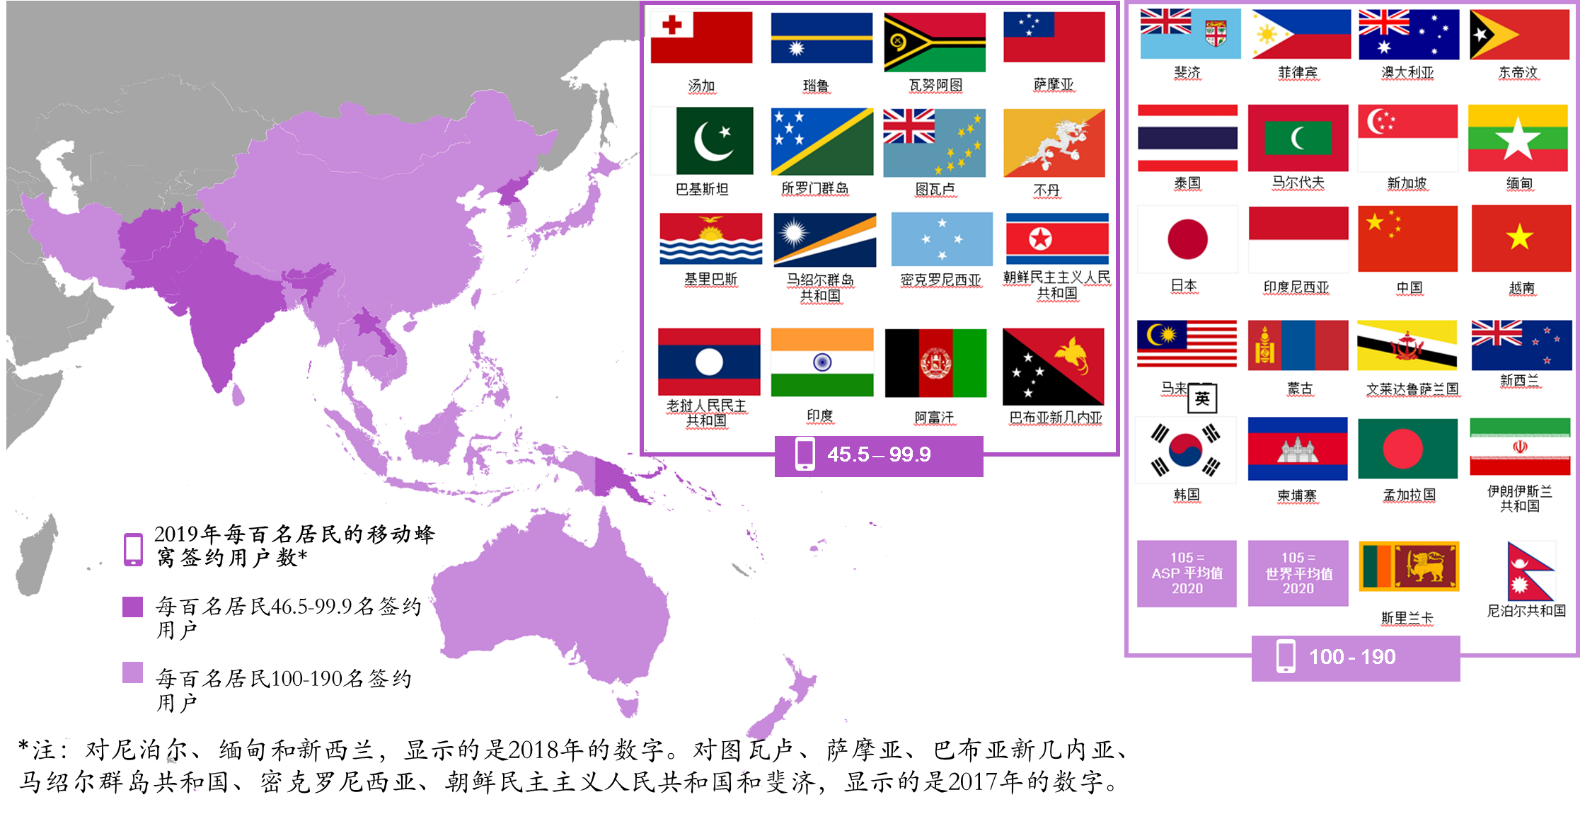 汤加
瑙鲁
瓦努阿图
萨摩亚
巴基斯坦
所罗门群岛
图瓦卢
不丹
基里巴斯
马绍尔群岛
共和国
密克罗尼西亚
朝鲜民主主义人民
共和国
老挝人民民主
共和国
印度
阿富汗
巴布亚新几内亚
45.5 – 99.9
斐济
菲律宾
澳大利亚
东帝汶
泰国
马尔代夫
新加坡
缅甸
日本
印度尼西亚
中国
越南
马来
英
蒙古
文莱达鲁萨兰国
新西兰
韩国
柬埔寨
孟加拉国
伊朗伊斯兰
共和国
105 =
ASP 平均值
2020
105 =
世界平均值
2020
斯里兰卡
尼泊尔共和国
100 - 190
2019年每百名居民的移动蜂
窝签约用户数*
每百名居民46.5-99.9名签约
用户
每百名居民100-190名签约
用户
*注：对尼泊尔、缅甸和新西兰，显示的是2018年的数字。对图瓦卢、萨摩亚、巴布亚新几内亚、
马绍尔群岛共和国、密克罗尼西亚、朝鲜民主主义人民共和国和斐济，显示的是2017年的数字。